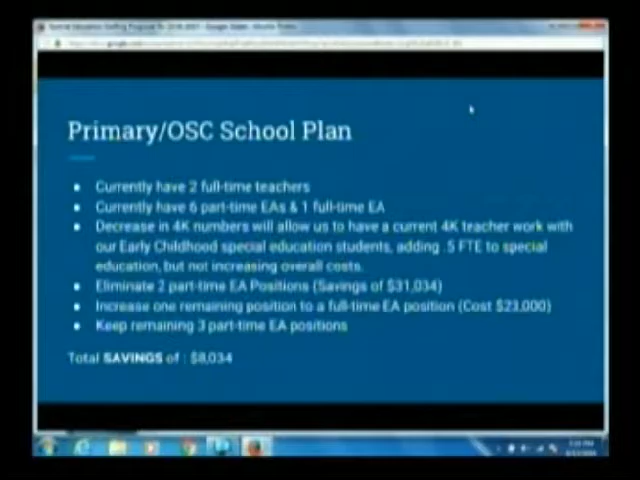 Primary/OSC School Plan
Currently have 2 full-time teachers
Currently have 6 part-time EAs & 1 full-time EA
Decrease in 4K numbers will allow us to have a current 4K teacher work with
our Early Childhood special education students, adding .5 FTE to special
education, but not increasing overall costs.
Eliminate 2 part-time EA Positions (Savings of $31,034)
Increase one remaining position to a full-time EA position (Cost $23,000)
Keep remaining 3 part-time EA positions
Total SAVINGS of : $8,034